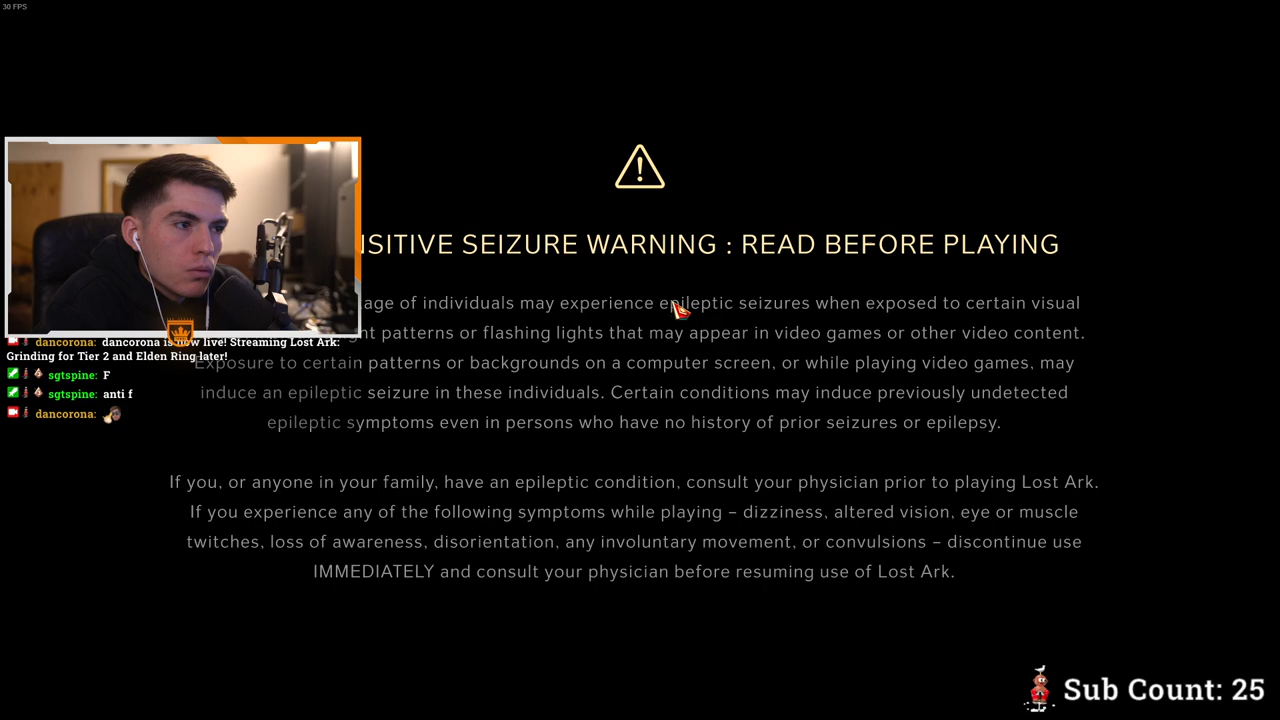 30 FPS
NSITIVE SEIZURE WARNING : READ BEFORE PLAYING
age of individuals may experience epileptic seizures when exposed to certain visual
ght patterns or flashing lights that may appear in video games or other video content.
Exposure to certain patterns or backgrounds on a computer screen, or while playing video games, may
induce an epileptic seizure in these individuals. Certain conditions may induce previously undetected
epileptic symptoms even in persons who have no history of prior seizures or epilepsy.
If you, or anyone in your family, have an epileptic condition, consult your physician prior to playing Lost Ark.
If you experience any of the following symptoms while playing – dizziness, altered vision, eye or muscle
twitches, loss of awareness, disorientation, any involuntary movement, or convulsions – discontinue use
IMMEDIATELY and consult your physician before resuming use of Lost Ark.
dancorona: dancorona is now live! Streaming Lost Ark:
Grinding for Tier 2 and Elden Ring later!
sgtspine: F
sgtspine: anti f
dancorona:
Sub Count: 25